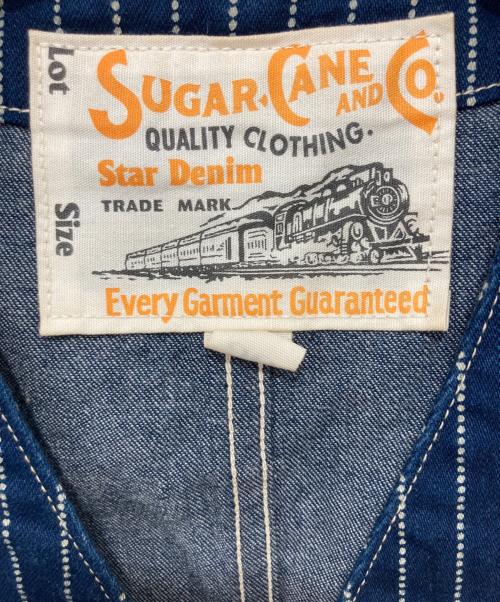 Lot
Size
SUGAR CANE AND CO.
QUALITY CLOTHING.
Star Denim
TRADE MARK
Every Garment Guaranteed